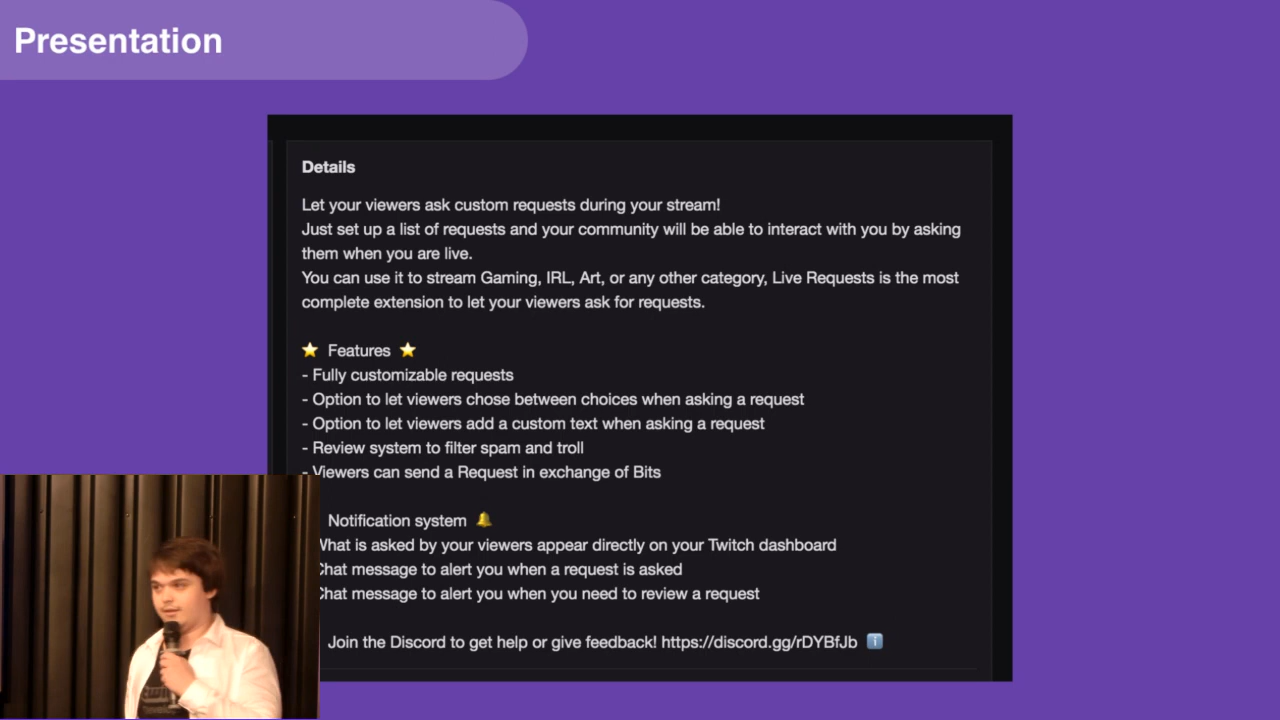 Presentation
Details
Let your viewers ask custom requests during your stream!
Just set up a list of requests and your community will be able to interact with you by asking
them when you are live.
You can use it to stream Gaming, IRL, Art, or any other category, Live Requests is the most
complete extension to let your viewers ask for requests.
⭐ Features ⭐
- Fully customizable requests
- Option to let viewers chose between choices when asking a request
- Option to let viewers add a custom text when asking a request
- Review system to filter spam and troll
- Viewers can send a Request in exchange of Bits
Notification system 🔔
What is asked by your viewers appear directly on your Twitch dashboard
Chat message to alert you when a request is asked
Chat message to alert you when you need to review a request
Join the Discord to get help or give feedback! https://discord.gg/rDYBfJb ℹ️